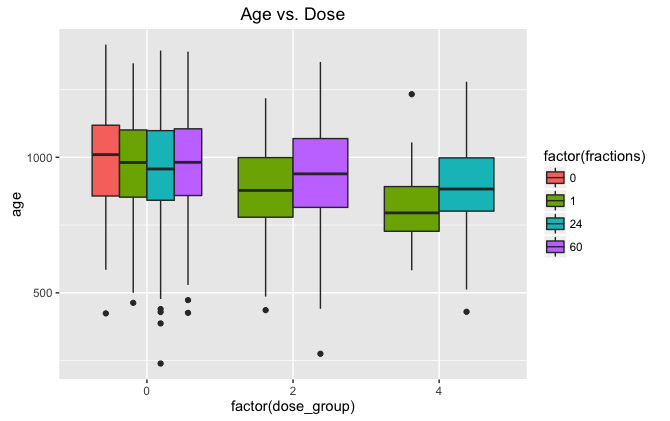 Age vs. Dose
age
1000
500
0
2
4
factor(dose_group)
factor(fractions)
0
1
24
60